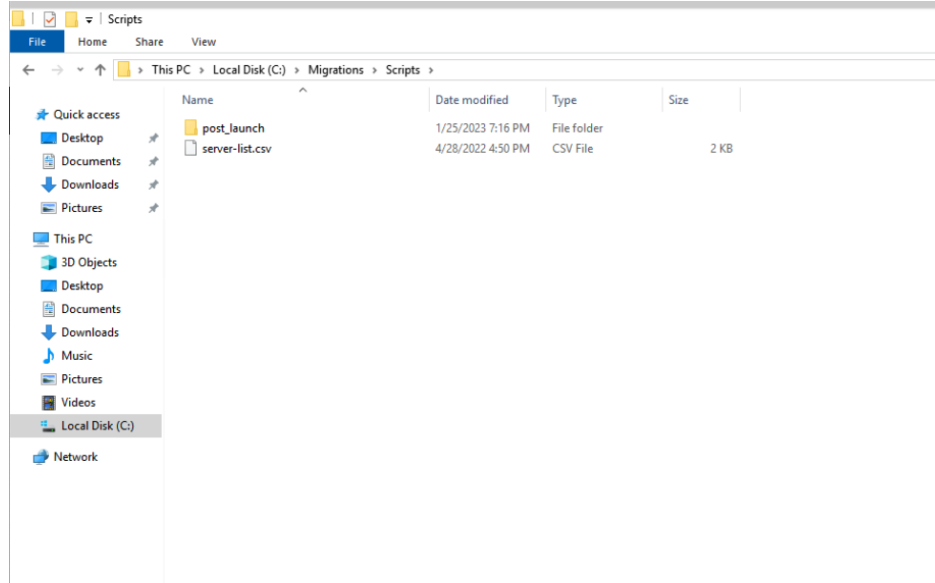 Scripts
File Home Share View
This PC Local Disk (C:) Migrations Scripts
Name Date modified Type Size
post_launch 1/25/2023 7:16 PM File folder
server-list.csv 4/28/2022 4:50 PM CSV File 2 KB
Quick access
Desktop
Documents
Downloads
Pictures
This PC
3D Objects
Desktop
Documents
Downloads
Music
Pictures
Videos
Local Disk (C:)
Network